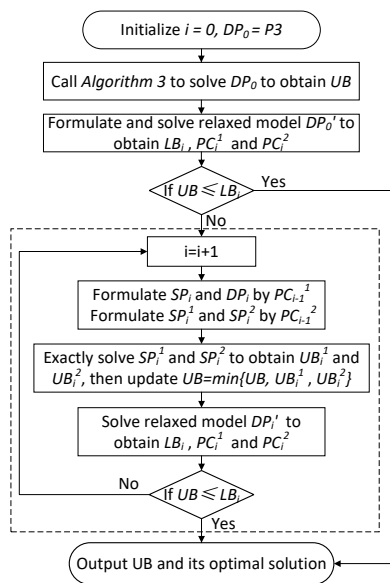 Initialize i = 0, DP₀ = P3
Call Algorithm 3 to solve DP₀ to obtain UB
Formulate and solve relaxed model DP₀' to
obtain LBᵢ , PCᵢ¹ and PCᵢ²
If UB ⩽ LBᵢ
Yes
No
i=i+1
Formulate SPᵢ and DPᵢ by PCᵢ₋₁¹
Formulate SPᵢ¹ and SPᵢ² by PCᵢ₋₁²
Exactly solve SPᵢ¹ and SPᵢ² to obtain UBᵢ¹ and
UBᵢ², then update UB=min{UB, UBᵢ¹ , UBᵢ²}
Solve relaxed model DPᵢ' to
obtain LBᵢ , PCᵢ¹ and PCᵢ²
No
If UB ⩽ LBᵢ
Yes
Output UB and its optimal solution